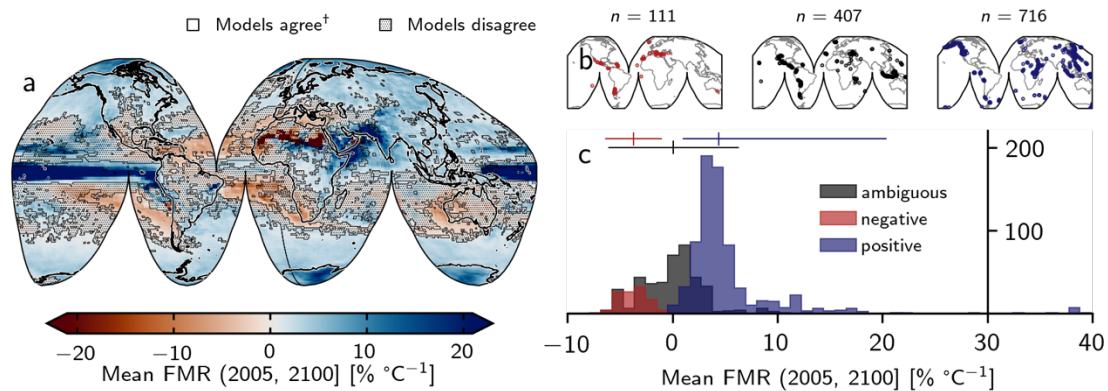 Models agree† Models disagree
a
−20 −10 0 10 20
Mean FMR (2005, 2100) [% °C⁻¹]
n = 111 n = 407 n = 716
b
c
200
100
ambiguous
negative
positive
−10 0 10 20 30 40
Mean FMR (2005, 2100) [% °C⁻¹]